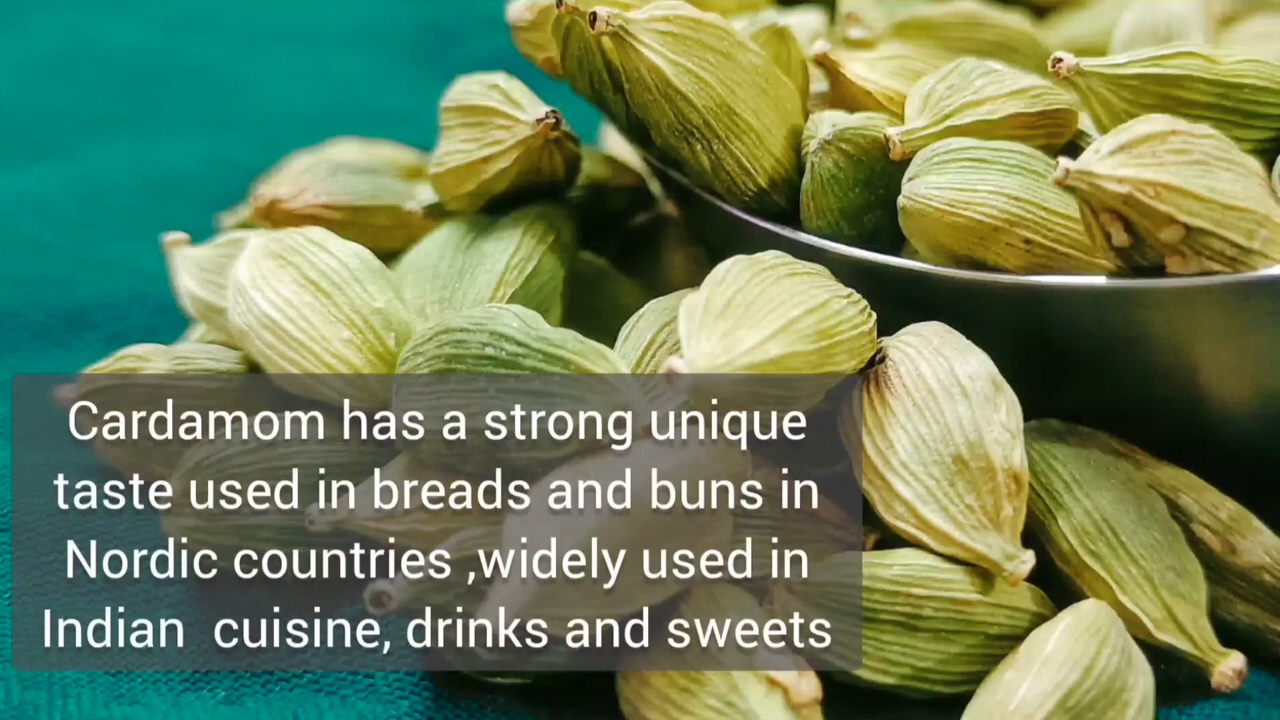 Cardamom has a strong unique
taste used in breads and buns in
Nordic countries ,widely used in
Indian  cuisine, drinks and sweets